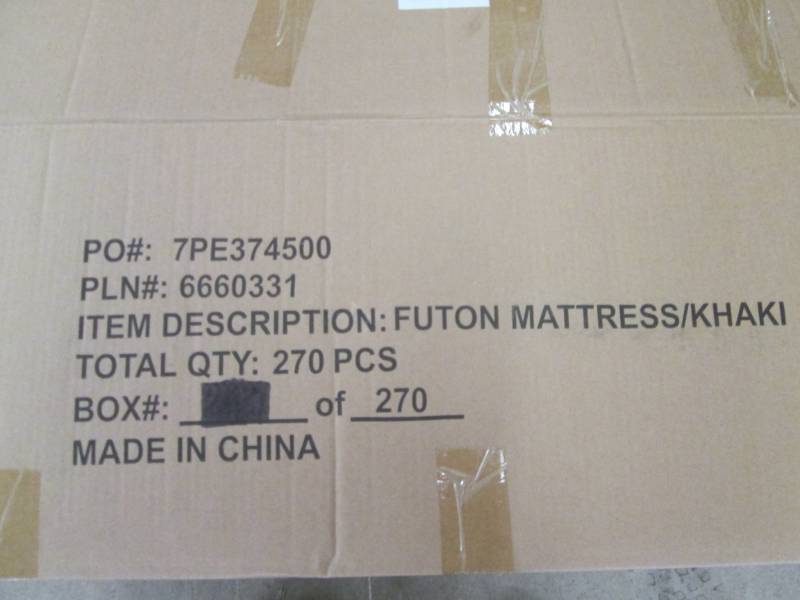 PO#: 7PE374500
PLN#: 6660331
ITEM DESCRIPTION: FUTON MATTRESS/KHAKI
TOTAL QTY: 270 PCS
BOX#: of 270
MADE IN CHINA